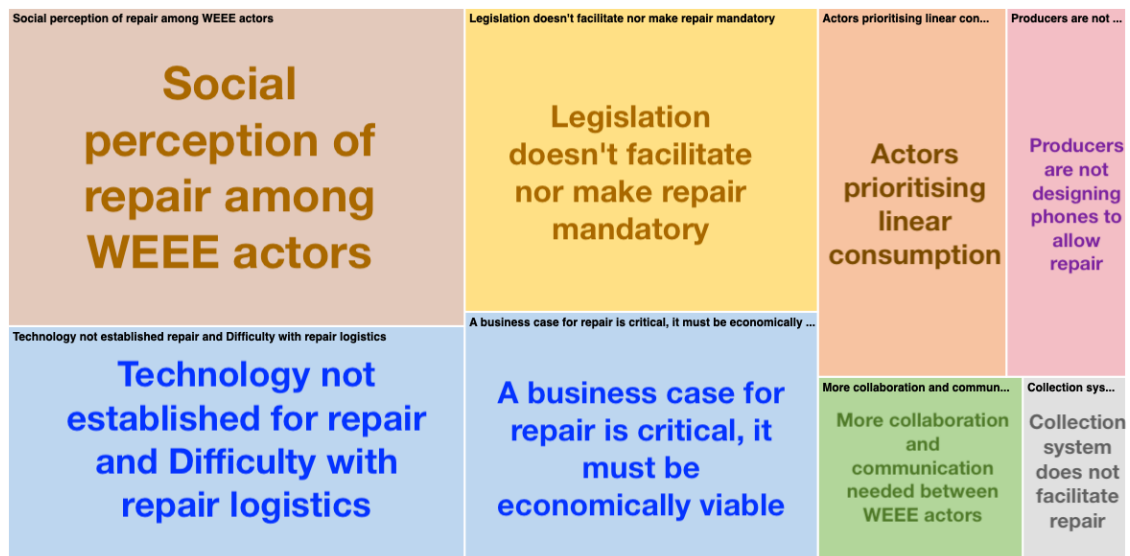 Social perception of repair among WEEE actors
Social
perception of
repair among
WEEE actors
Legislation doesn't facilitate nor make repair mandatory
Legislation
doesn't facilitate
nor make repair
mandatory
Actors prioritising linear con...
Actors
prioritising
linear
consumption
Producers are not ...
Producers
are not
designing
phones to
allow
repair
Technology not established repair and Difficulty with repair logistics
Technology not
established for repair
and Difficulty with
repair logistics
A business case for repair is critical, it must be economically ...
A business case for
repair is critical, it
must be
economically viable
More collaboration and commun...
More collaboration
and
communication
needed between
WEEE actors
Collection sys...
Collection
system
does not
facilitate
repair